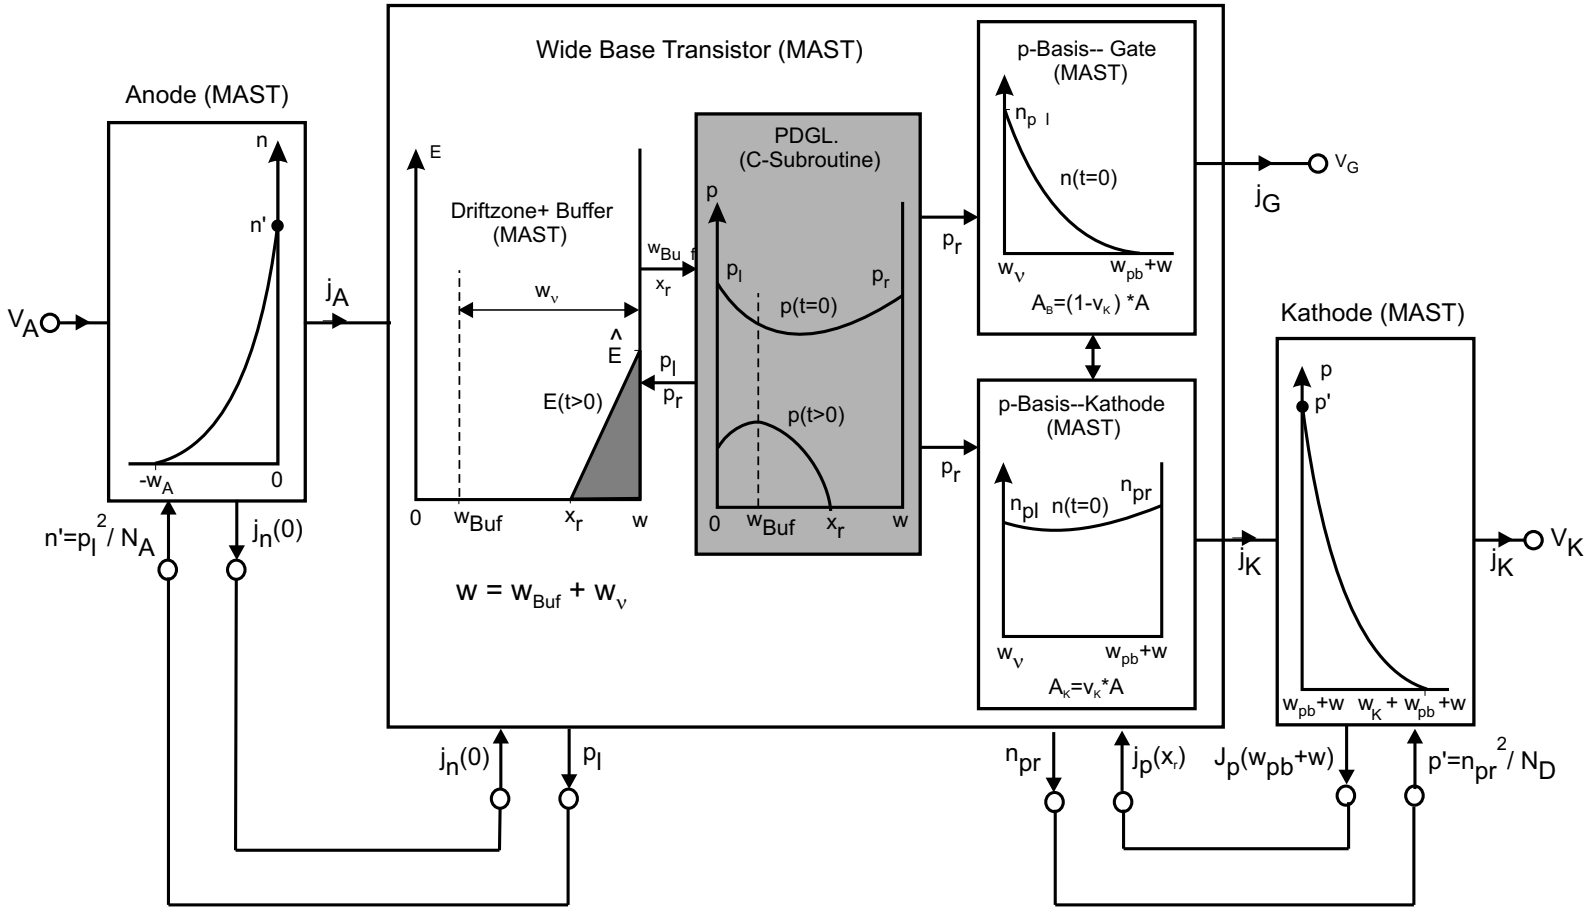 Wide Base Transistor (MAST)
Anode (MAST)
n
n'
-w_A
0
V_A
j_A
n'=p_l^2/ N_A
j_n(0)
E
Driftzone+ Buffer
(MAST)
w_ν
Ê
E(t>0)
0
w_Buf
x_r
w
w = w_Buf + w_ν
w_Bu f
x_r
p_l
p_r
PDGL.
(C-Subroutine)
p
p_l
p_r
p(t=0)
p(t>0)
0
w_Buf
x_r
w
p_r
p_r
p-Basis-- Gate
(MAST)
n_p l
n(t=0)
w_ν
w_pb+w
A_B=(1-v_K) *A
j_G
V_G
p-Basis--Kathode
(MAST)
n_pl
n(t=0)
n_pr
w_ν
w_pb+w
A_K=v_K*A
j_K
Kathode (MAST)
p
p'
w_pb+w
w_K + w_pb+w
j_K
V_K
j_n(0)
p_l
n_pr
j_p(x_r)
J_p(w_pb+w)
p'=n_pr^2/ N_D